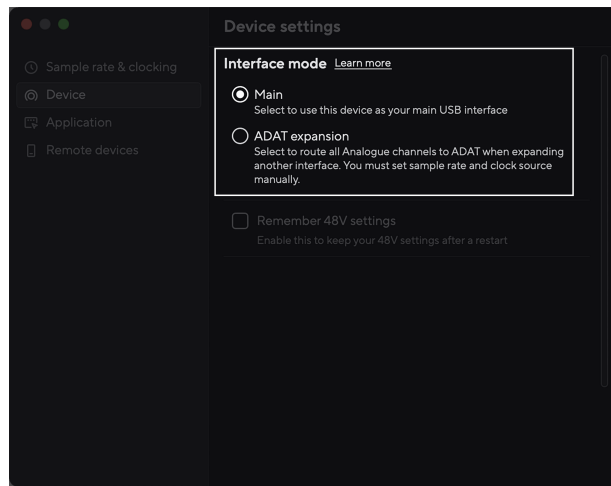 Device settings
Sample rate & clocking
Device
Application
Remote devices
Interface mode Learn more
Main
Select to use this device as your main USB interface
ADAT expansion
Select to route all Analogue channels to ADAT when expanding
another interface. You must set sample rate and clock source
manually.
Remember 48V settings
Enable this to keep your 48V settings after a restart